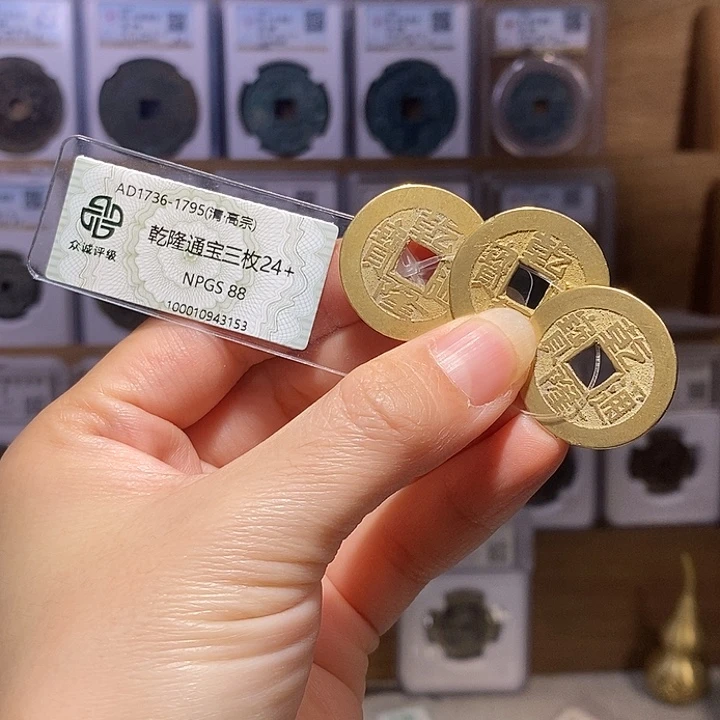 AD1736-1795(清·高宗)
乾隆通宝三枚24+
NPGS 88
100010943153
众诚评级
乾隆通寶
乾隆通寶
乾隆通寶